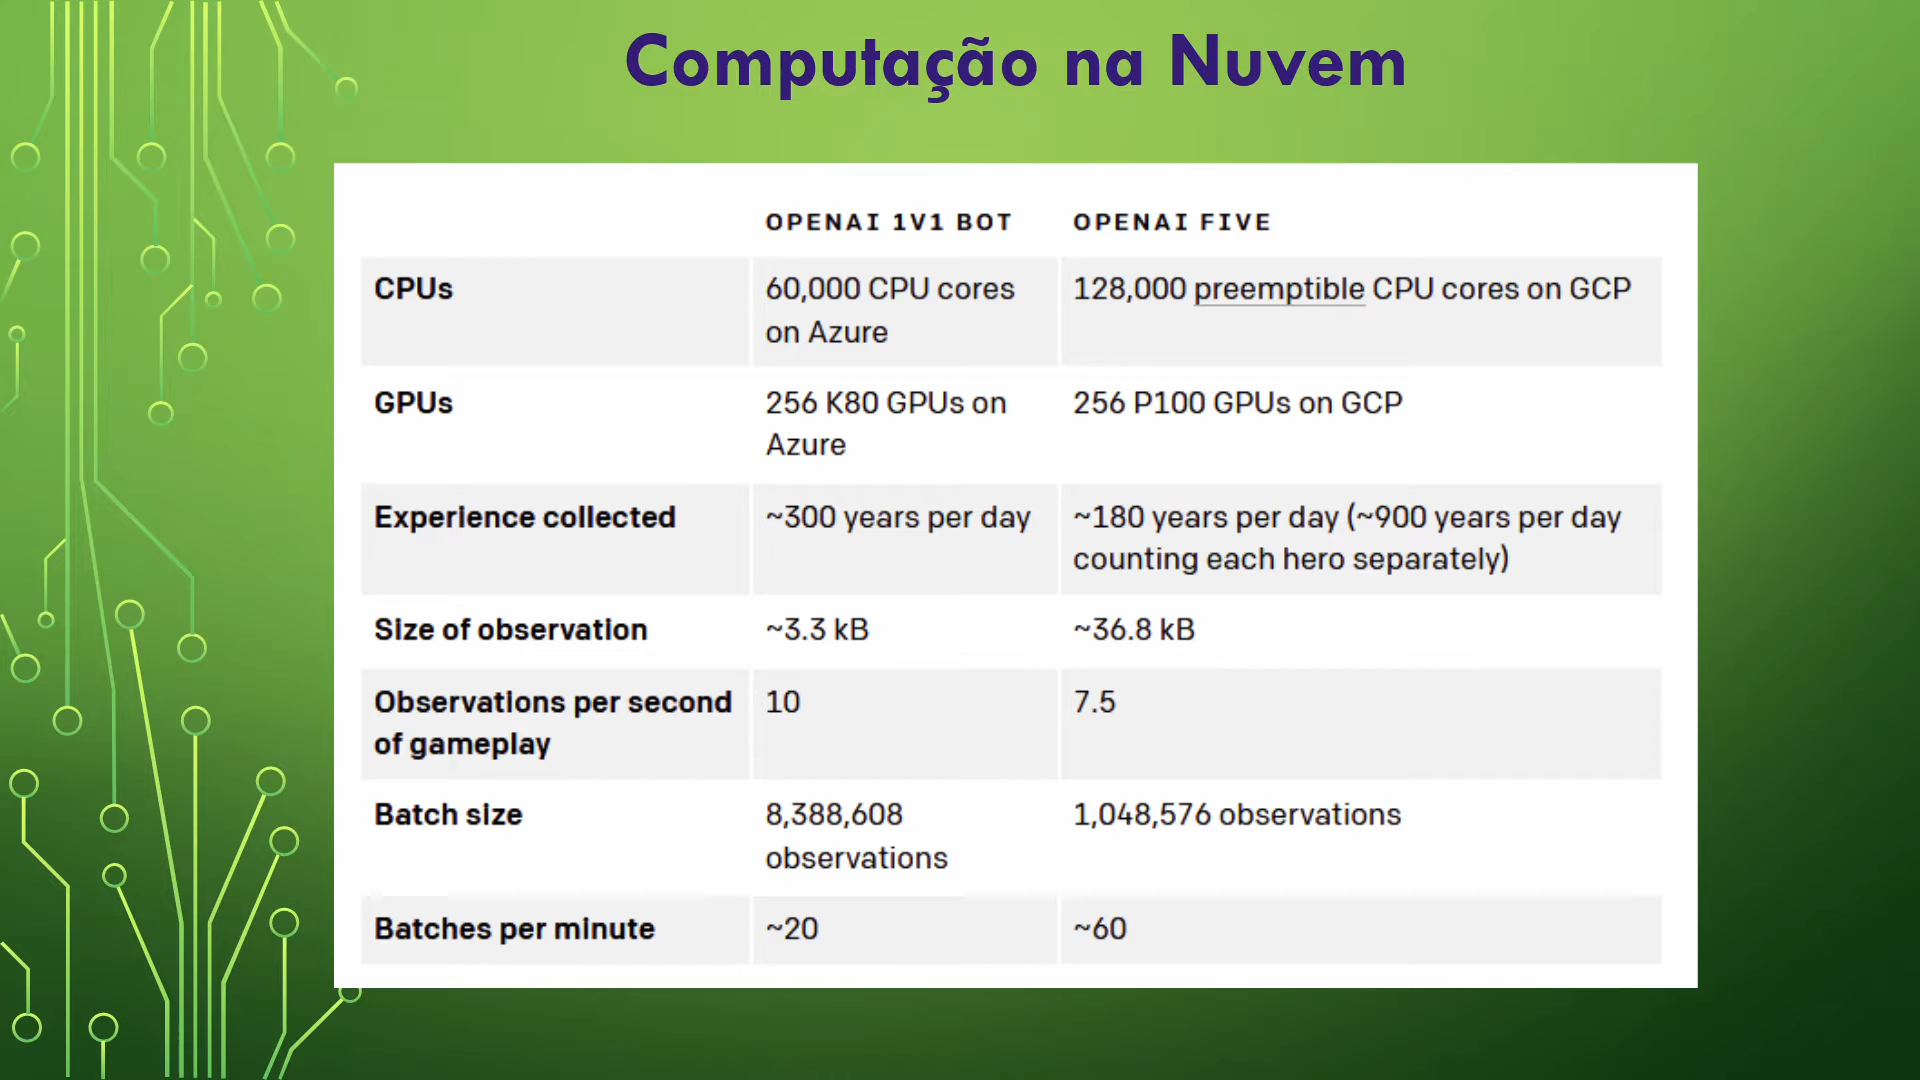 Computação na Nuvem
OPENAI 1V1 BOT OPENAI FIVE
CPUs 60,000 CPU cores 128,000 preemptible CPU cores on GCP
on Azure
GPUs 256 K80 GPUs on 256 P100 GPUs on GCP
Azure
Experience collected ~300 years per day ~180 years per day (~900 years per day
counting each hero separately)
Size of observation ~3.3 kB ~36.8 kB
Observations per second 10 7.5
of gameplay
Batch size 8,388,608 1,048,576 observations
observations
Batches per minute ~20 ~60